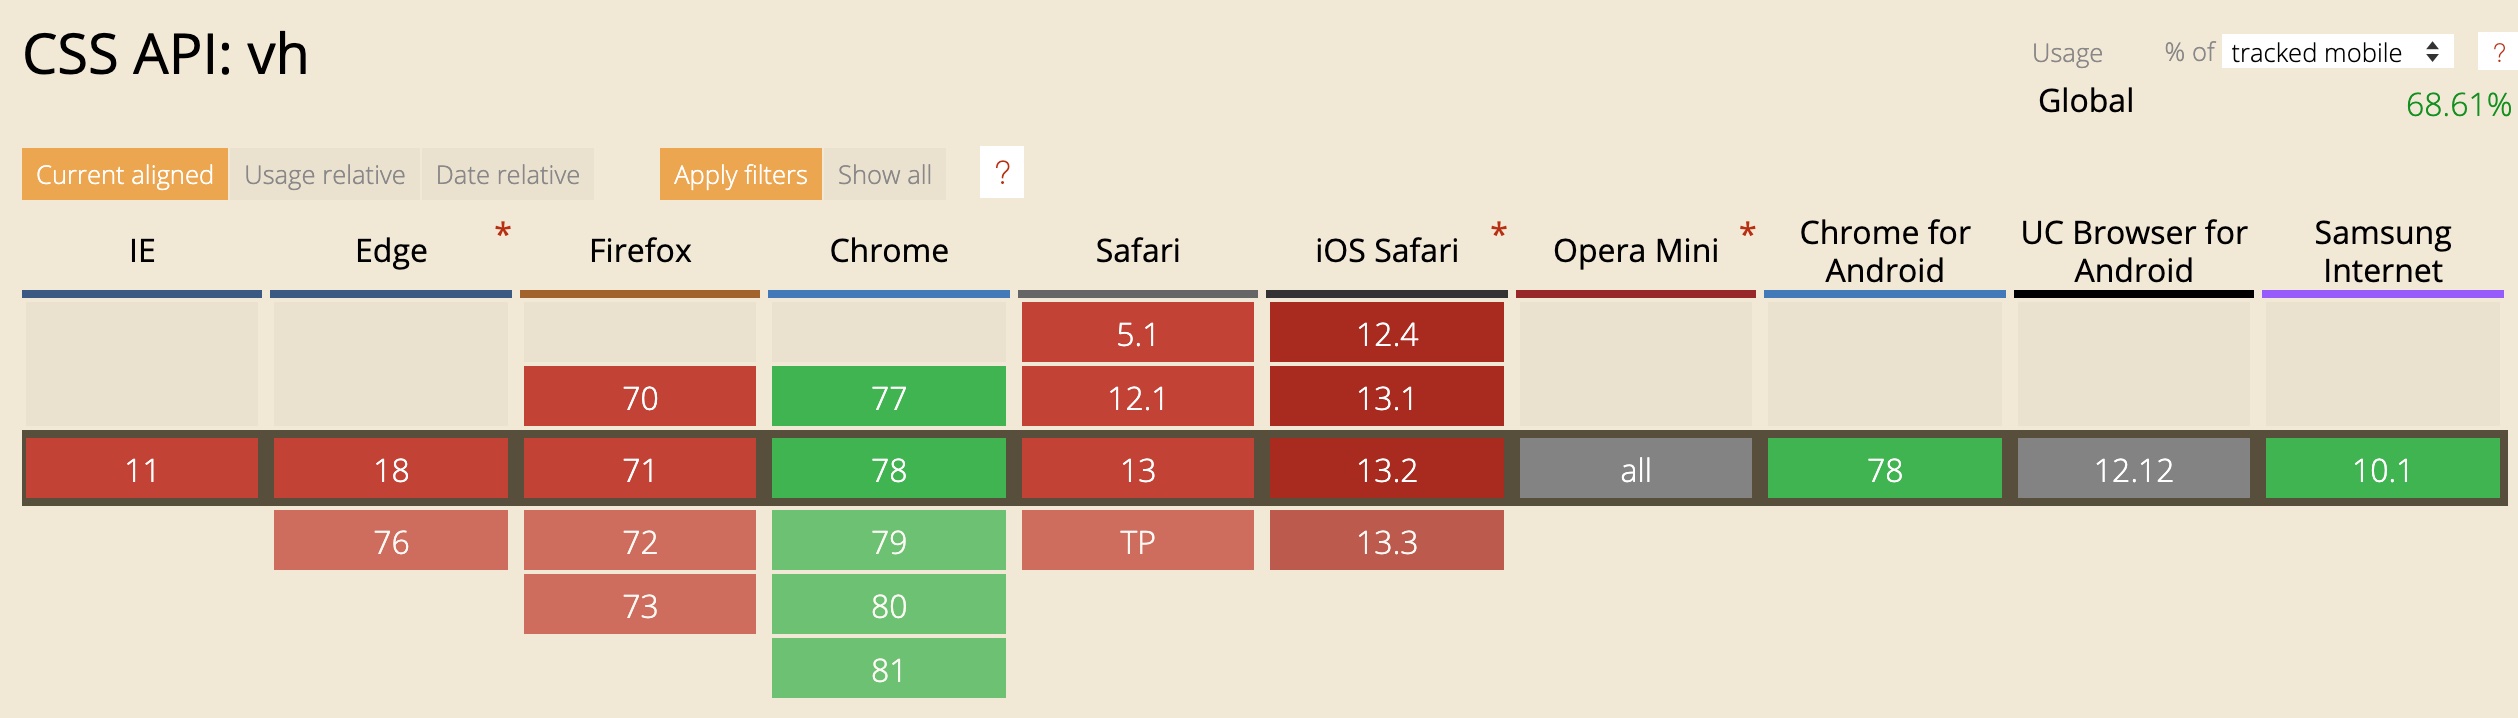 CSS API: vh
Usage % of tracked mobile ?
Global 68.61%
Current aligned Usage relative Date relative Apply filters Show all ?
IE Edge * Firefox Chrome Safari iOS Safari * Opera Mini * Chrome for Android UC Browser for Android Samsung Internet
5.1 12.4
70 77 12.1 13.1
11 18 71 78 13 13.2 all 78 12.12 10.1
76 72 79 TP 13.3
73 80
81